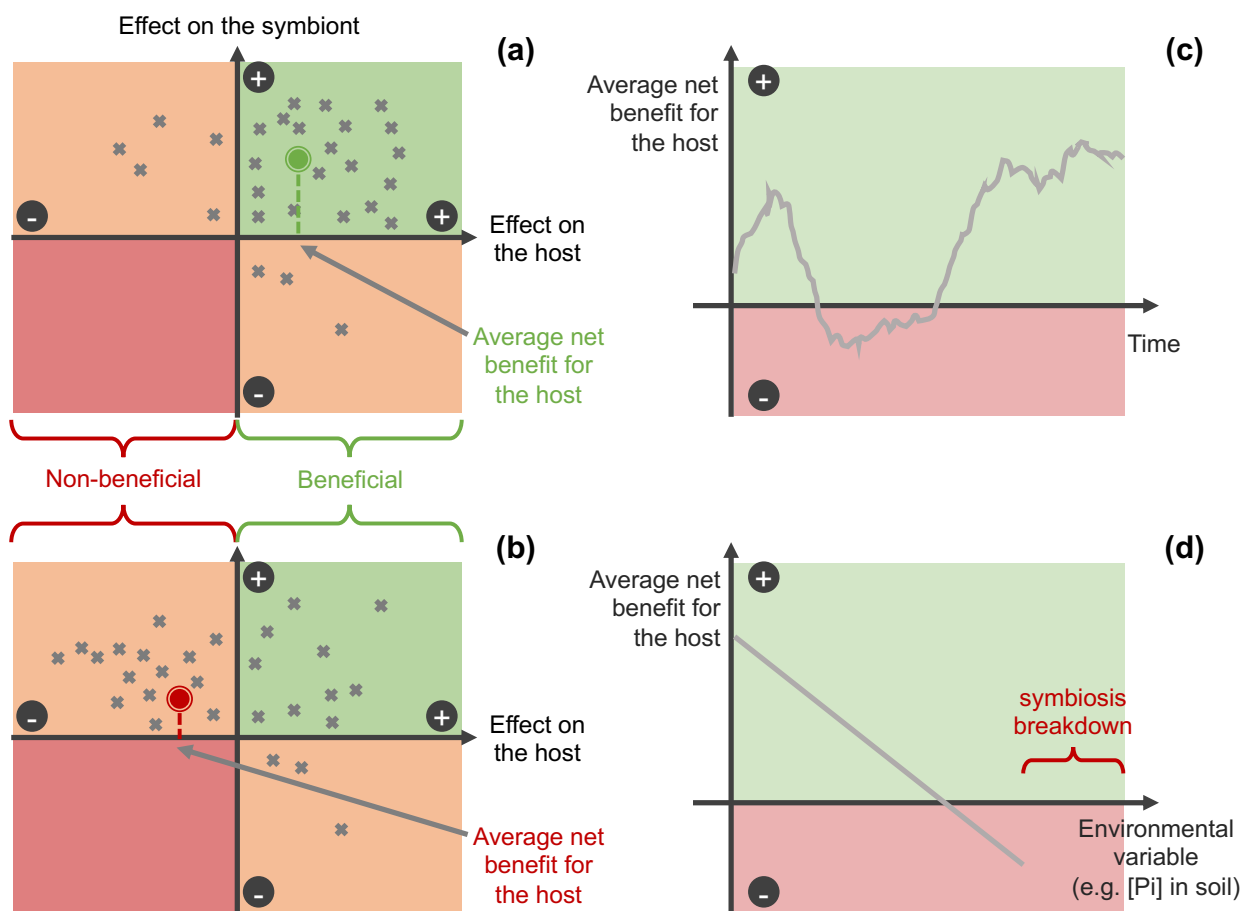 Effect on the symbiont
(a)
+
-
+
Effect on
the host
Average net
benefit for
the host
-
Non-beneficial
Beneficial
(b)
+
-
+
Effect on
the host
Average net
benefit for
the host
-
(c)
Average net
benefit for
the host
+
Time
-
(d)
Average net
benefit for
the host
+
symbiosis
breakdown
Environmental
variable
(e.g. [Pi] in soil)
-